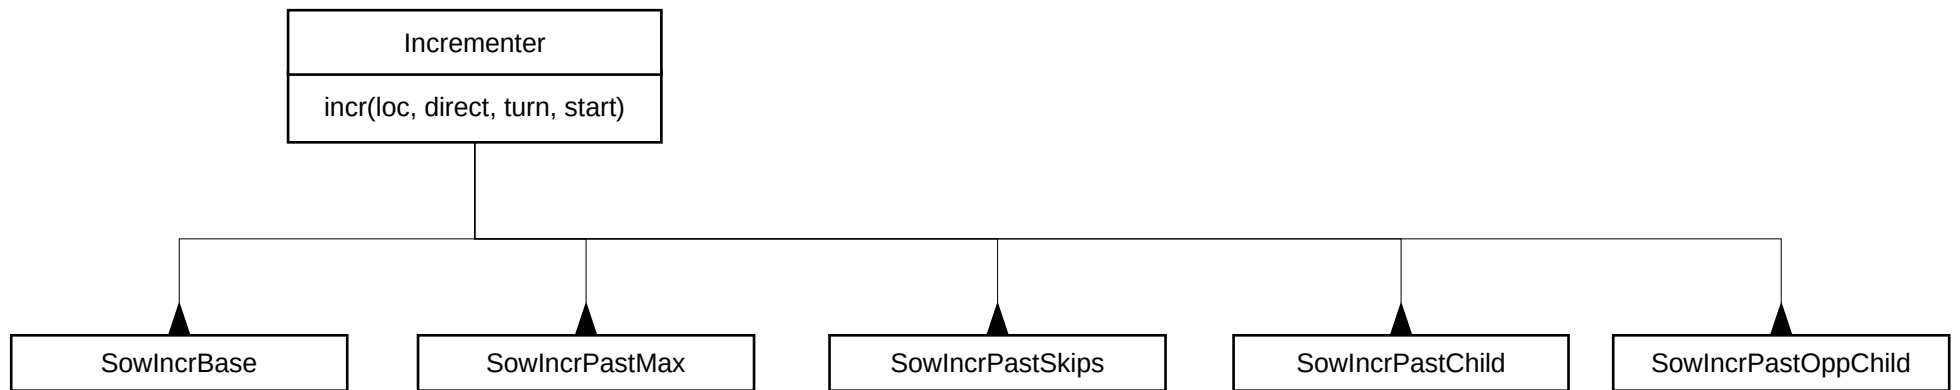 Incrementer
incr(loc, direct, turn, start)
SowIncrBase
SowIncrPastMax
SowIncrPastSkips
SowIncrPastChild
SowIncrPastOppChild